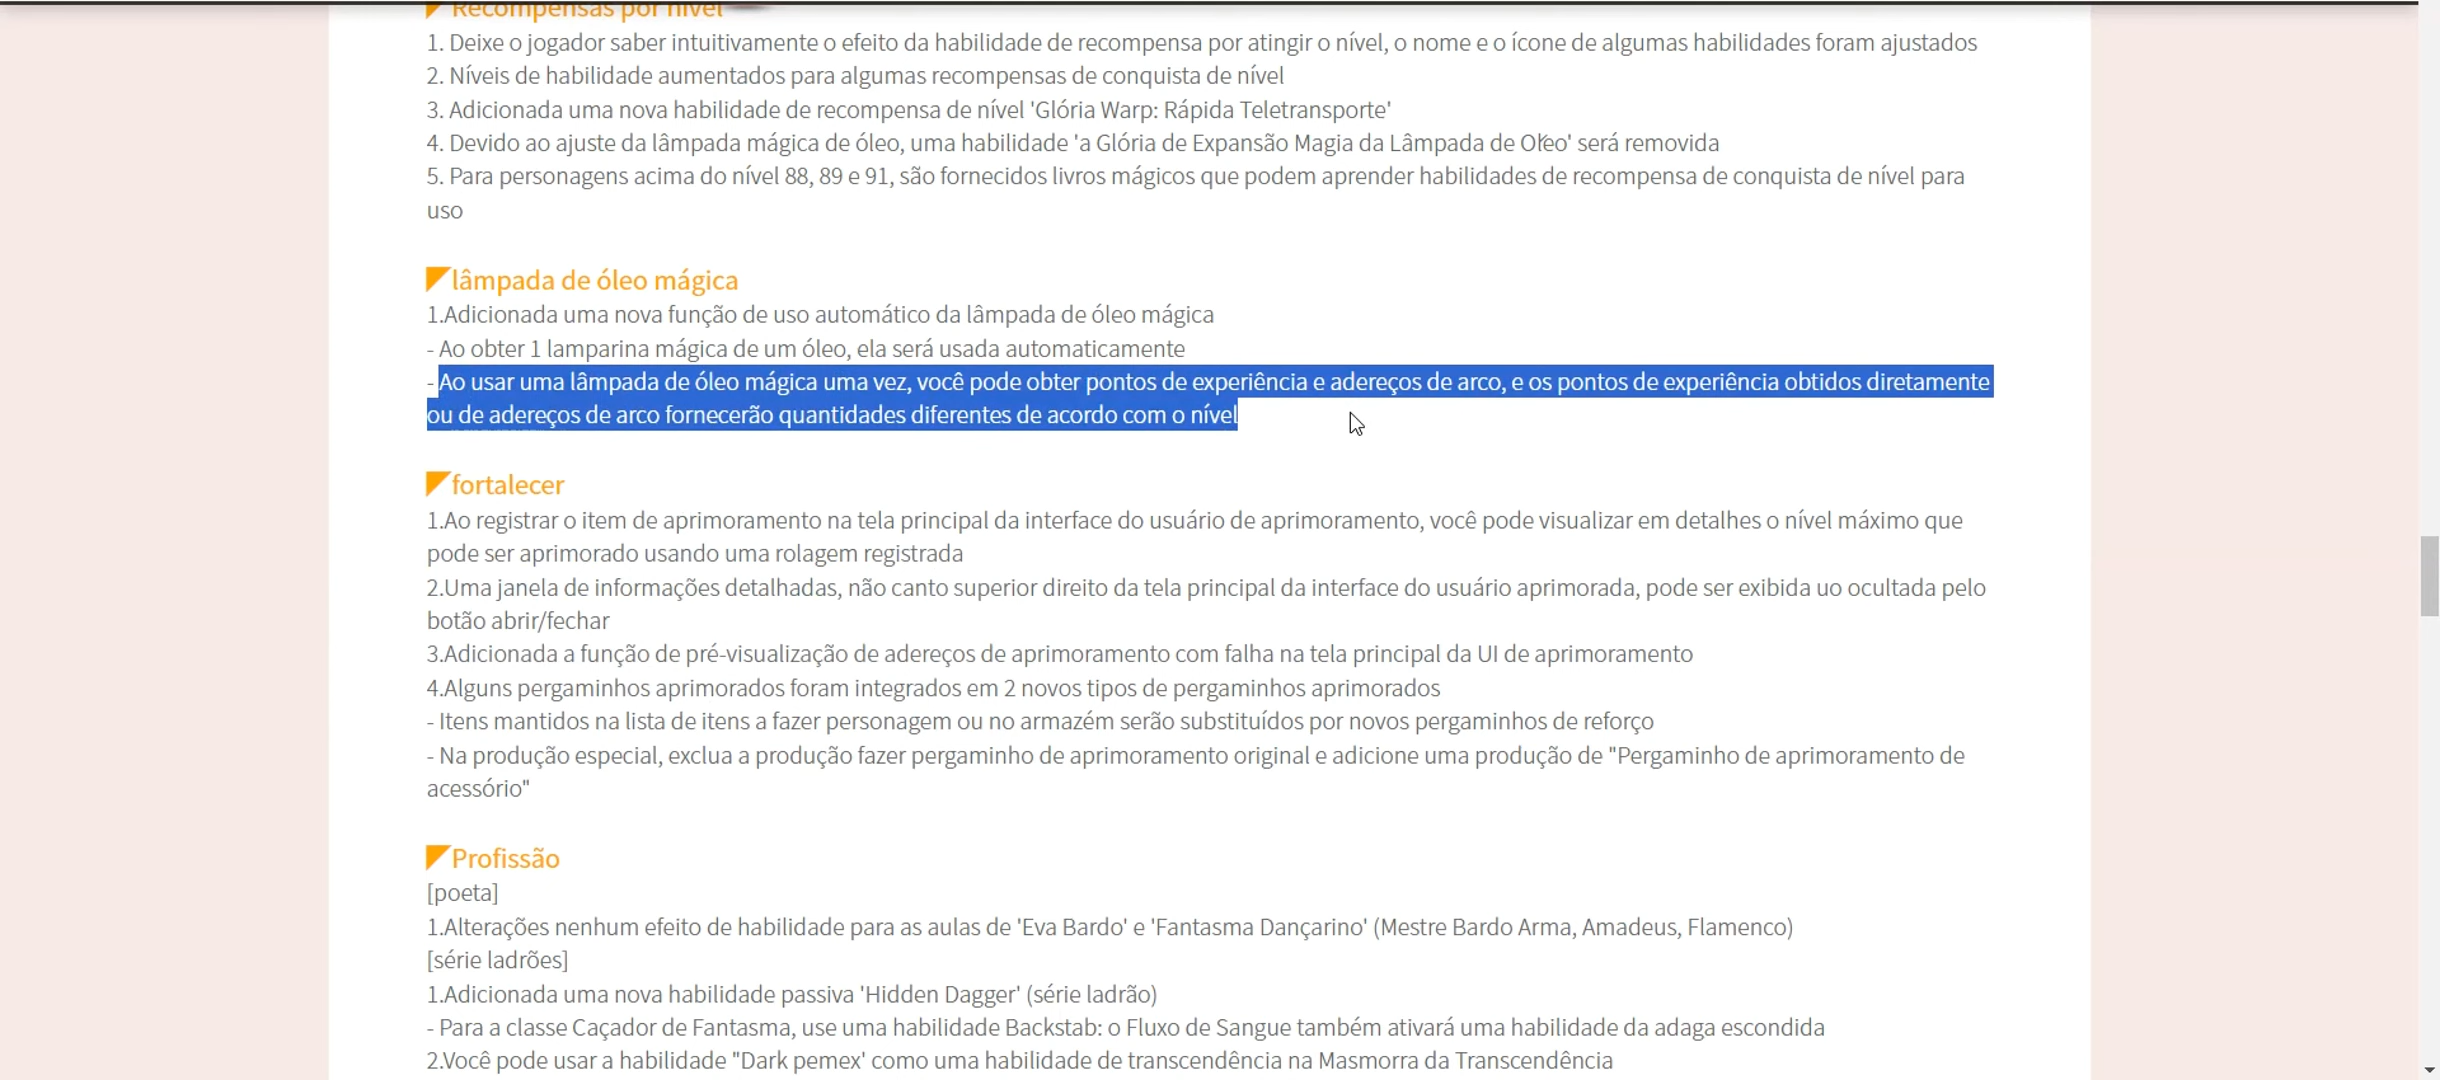 Recompensas por nível
1. Deixe o jogador saber intuitivamente o efeito da habilidade de recompensa por atingir o nível, o nome e o ícone de algumas habilidades foram ajustados
2. Níveis de habilidade aumentados para algumas recompensas de conquista de nível
3. Adicionada uma nova habilidade de recompensa de nível 'Glória Warp: Rápida Teletransporte'
4. Devido ao ajuste da lâmpada mágica de óleo, uma habilidade 'a Glória de Expansão Magia da Lâmpada de Oľeo' será removida
5. Para personagens acima do nível 88, 89 e 91, são fornecidos livros mágicos que podem aprender habilidades de recompensa de conquista de nível para
uso
lâmpada de óleo mágica
1.Adicionada uma nova função de uso automático da lâmpada de óleo mágica
- Ao obter 1 lamparina mágica de um óleo, ela será usada automaticamente
- Ao usar uma lâmpada de óleo mágica uma vez, você pode obter pontos de experiência e adereços de arco, e os pontos de experiência obtidos diretamente
ou de adereços de arco fornecerão quantidades diferentes de acordo com o nível
fortalecer
1.Ao registrar o item de aprimoramento na tela principal da interface do usuário de aprimoramento, você pode visualizar em detalhes o nível máximo que
pode ser aprimorado usando uma rolagem registrada
2.Uma janela de informações detalhadas, não canto superior direito da tela principal da interface do usuário aprimorada, pode ser exibida uo ocultada pelo
botão abrir/fechar
3.Adicionada a função de pré-visualização de adereços de aprimoramento com falha na tela principal da UI de aprimoramento
4.Alguns pergaminhos aprimorados foram integrados em 2 novos tipos de pergaminhos aprimorados
- Itens mantidos na lista de itens a fazer personagem ou no armazém serão substituídos por novos pergaminhos de reforço
- Na produção especial, exclua a produção fazer pergaminho de aprimoramento original e adicione uma produção de "Pergaminho de aprimoramento de
acessório"
Profissão
[poeta]
1.Alterações nenhum efeito de habilidade para as aulas de 'Eva Bardo' e 'Fantasma Dançarino' (Mestre Bardo Arma, Amadeus, Flamenco)
[série ladrões]
1.Adicionada uma nova habilidade passiva 'Hidden Dagger' (série ladrão)
- Para a classe Caçador de Fantasma, use uma habilidade Backstab: o Fluxo de Sangue também ativará uma habilidade da adaga escondida
2.Você pode usar a habilidade "Dark pemex' como uma habilidade de transcendência na Masmorra da Transcendência